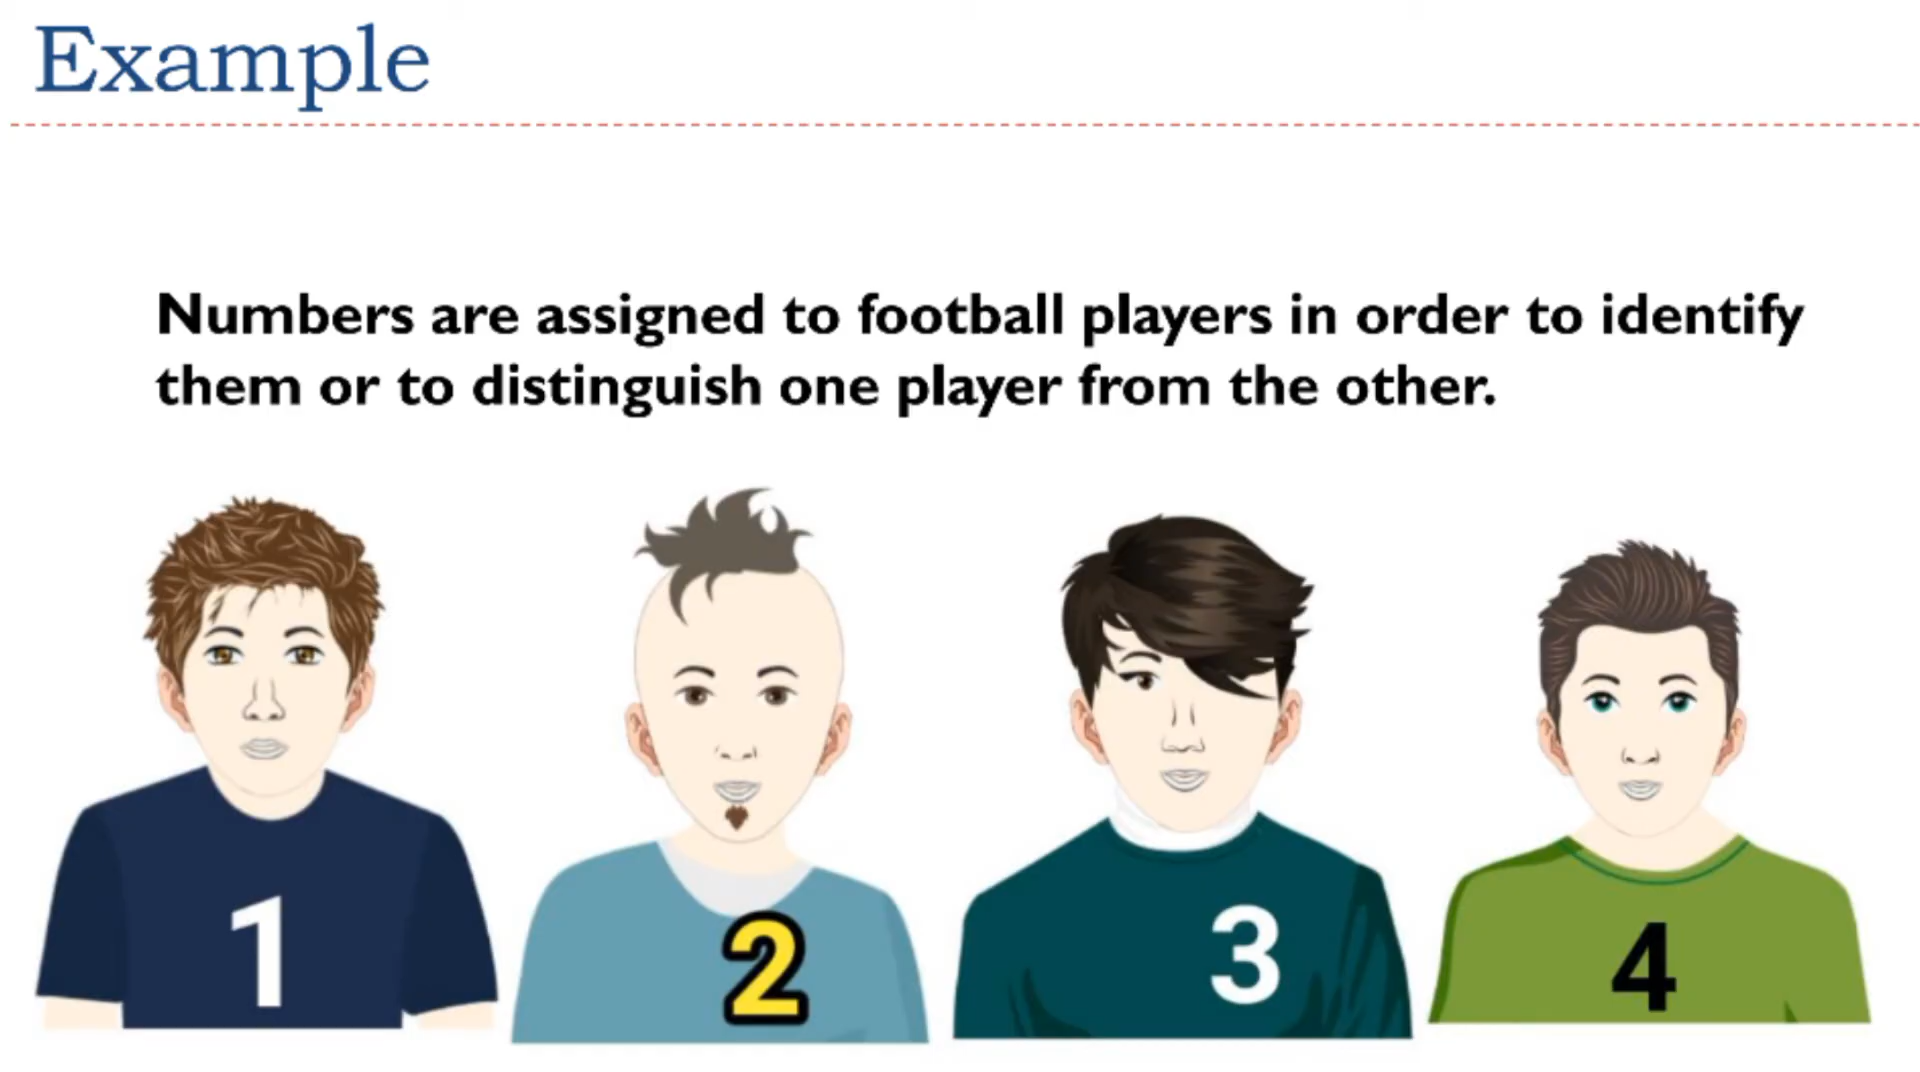 Example
Numbers are assigned to football players in order to identify
them or to distinguish one player from the other.
1
2
3
4